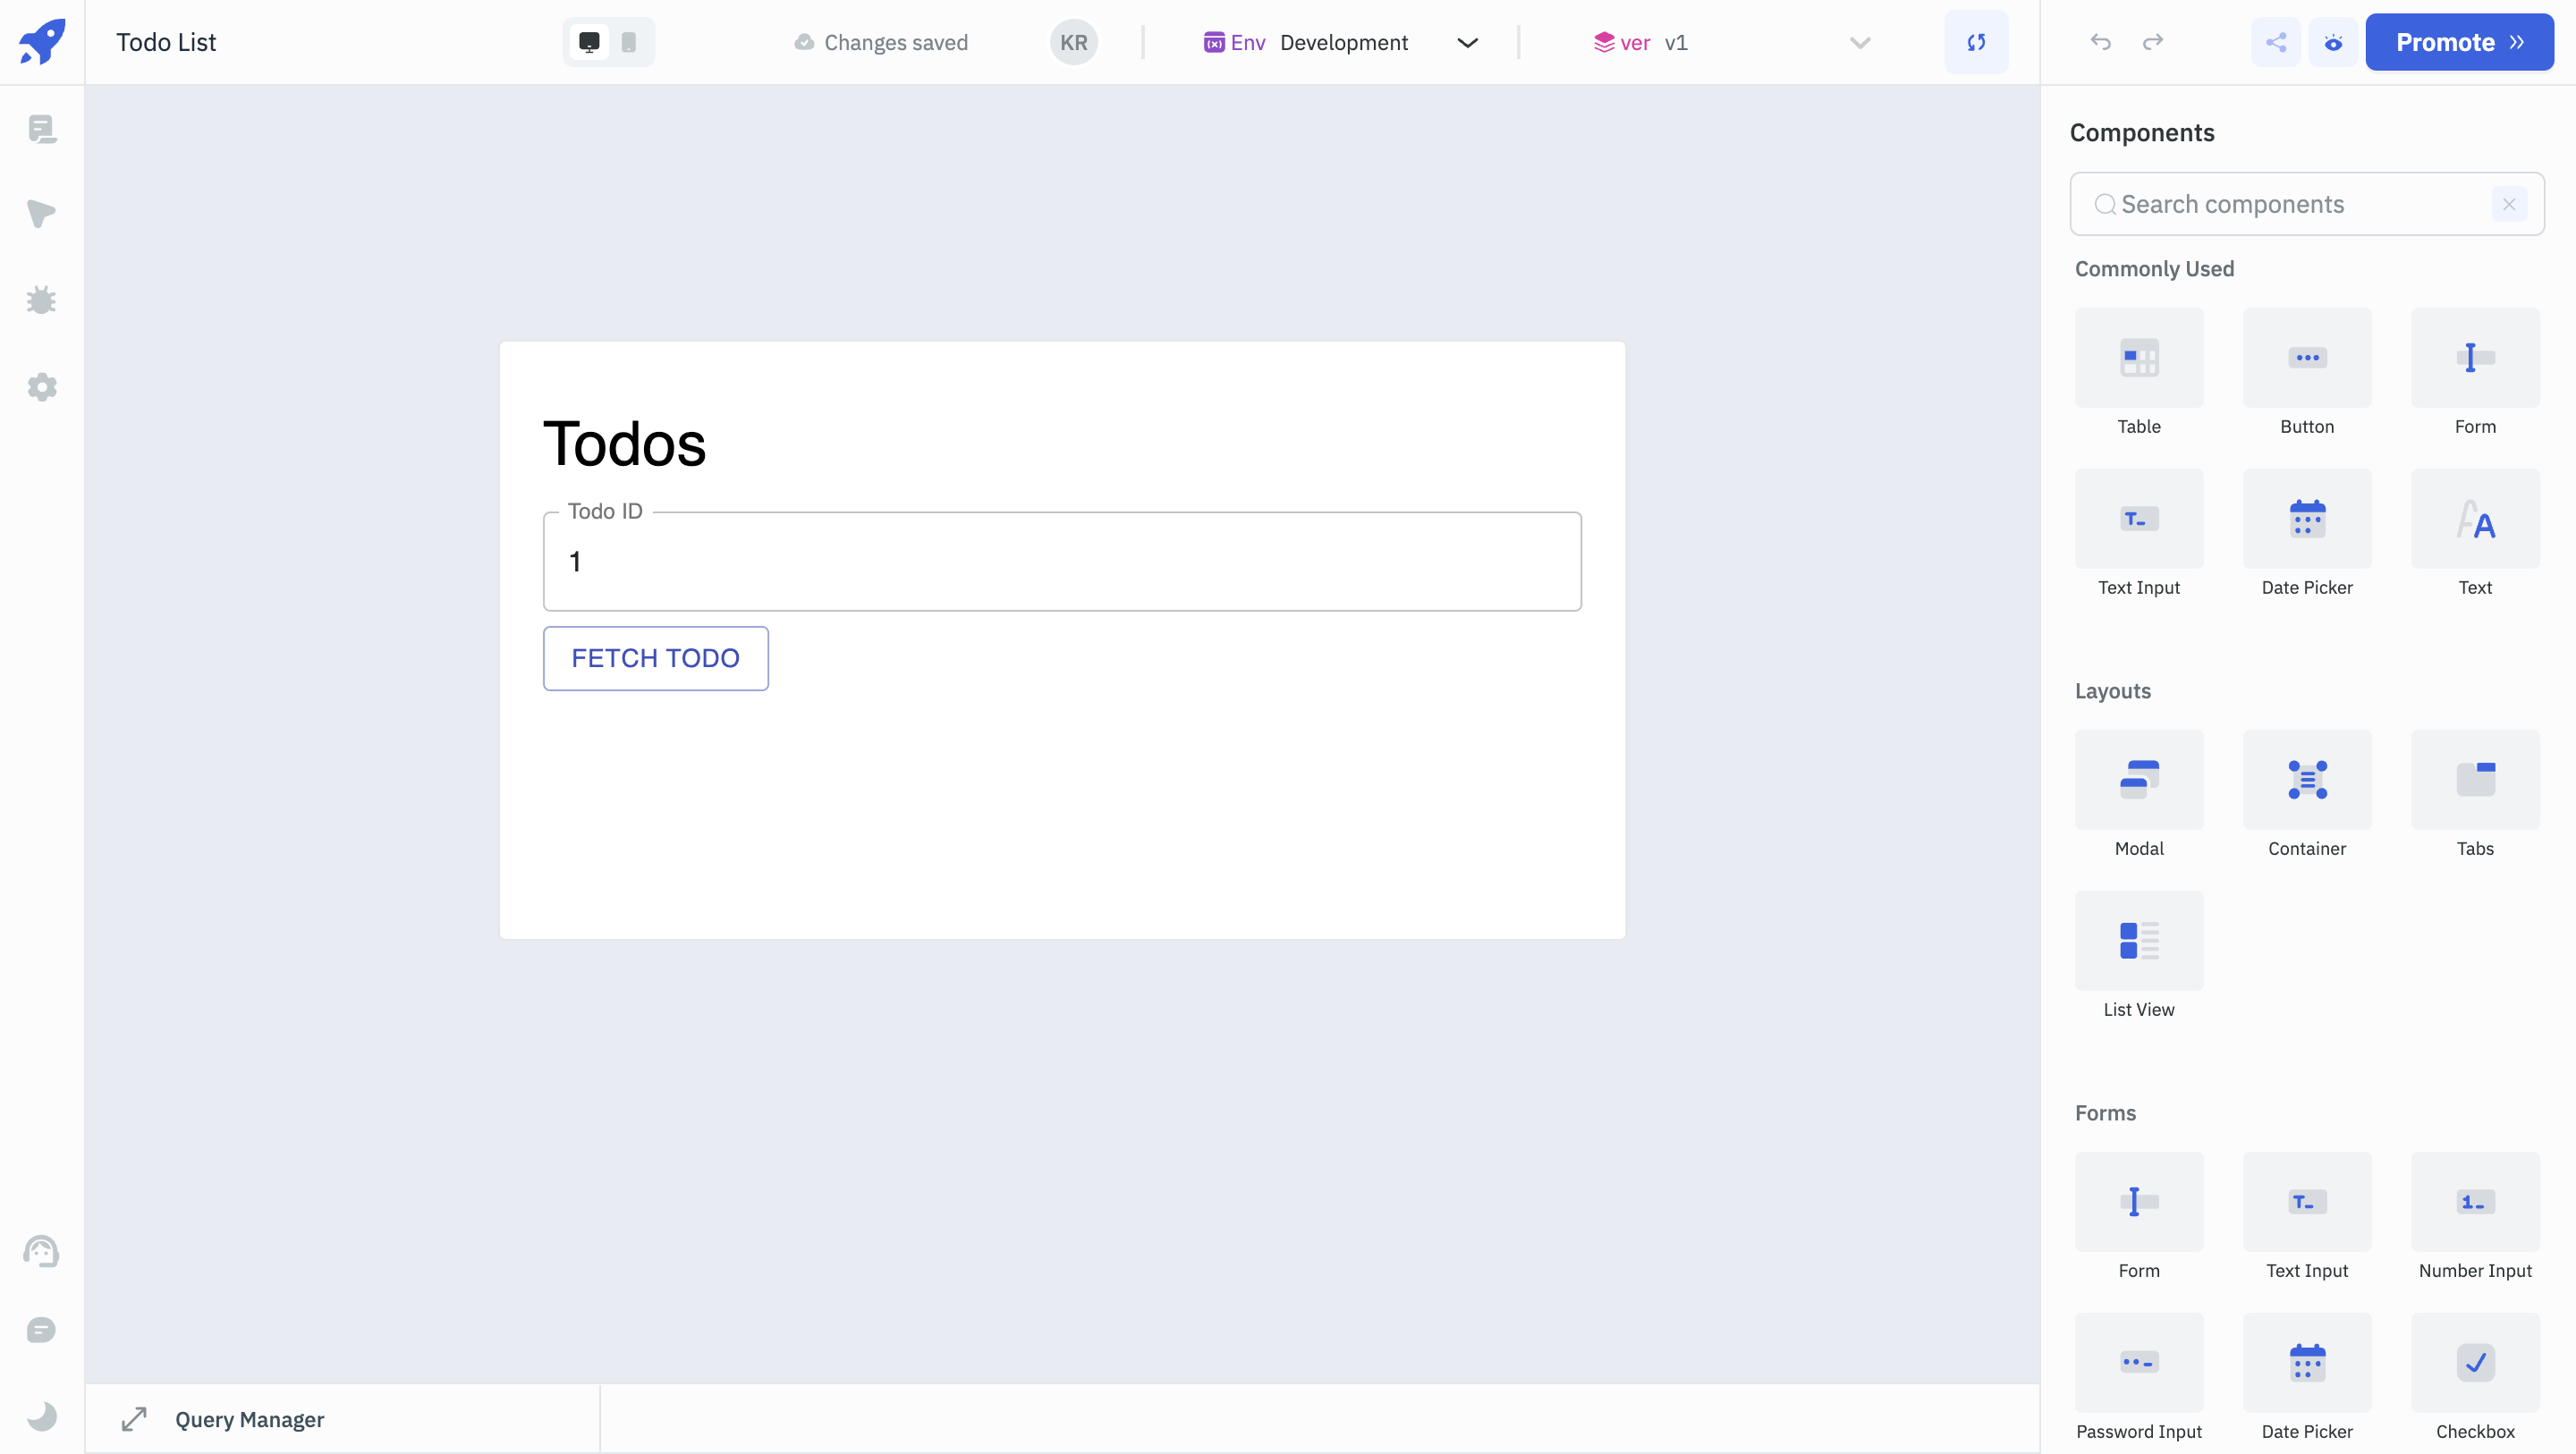 Todo List
Changes saved
KR
Env Development
ver v1
Promote
Components
Search components
Commonly Used
Table
Button
Form
Text Input
Date Picker
Text
Layouts
Modal
Container
Tabs
List View
Forms
Form
Text Input
Number Input
Password Input
Date Picker
Checkbox
Todos
Todo ID
1
FETCH TODO
Query Manager